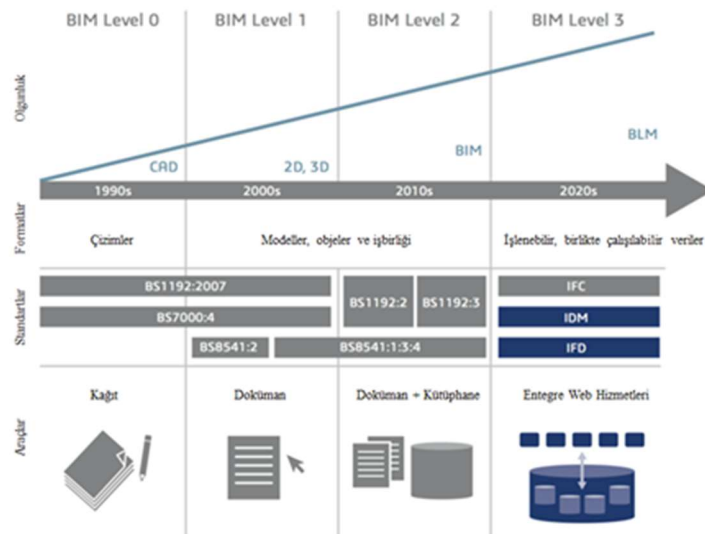 BIM Level 0 BIM Level 1 BIM Level 2 BIM Level 3
Olgunluk
CAD 2D, 3D BIM BLM
1990s 2000s 2010s 2020s
Formatlar
Çizimler Modeller, objeler ve işbirliği İşlenebilir, birlikte çalışılabilir veriler
Standartlar
BS1192:2007 BS1192:2 BS1192:3 IFC
BS7000:4 IDM
BS8541:2 BS8541:1:3:4 IFD
Araçlar
Kağıt Doküman Doküman + Kütüphane Entegre Web Hizmetleri